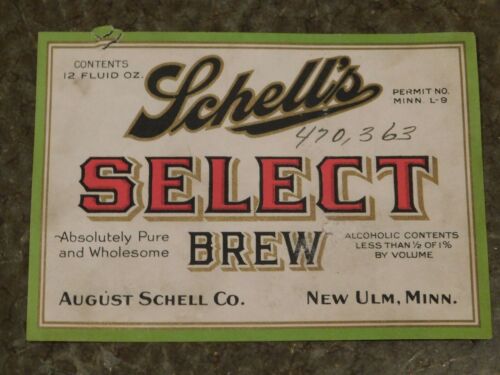 CONTENTS
12 FLUID OZ.
Schell's
PERMIT NO.
MINN. L-9
470,363
SELECT
Absolutely Pure
and Wholesome
BREW
ALCOHOLIC CONTENTS
LESS THAN ½ OF 1%
BY VOLUME
AUGUST SCHELL CO.
NEW ULM, MINN.